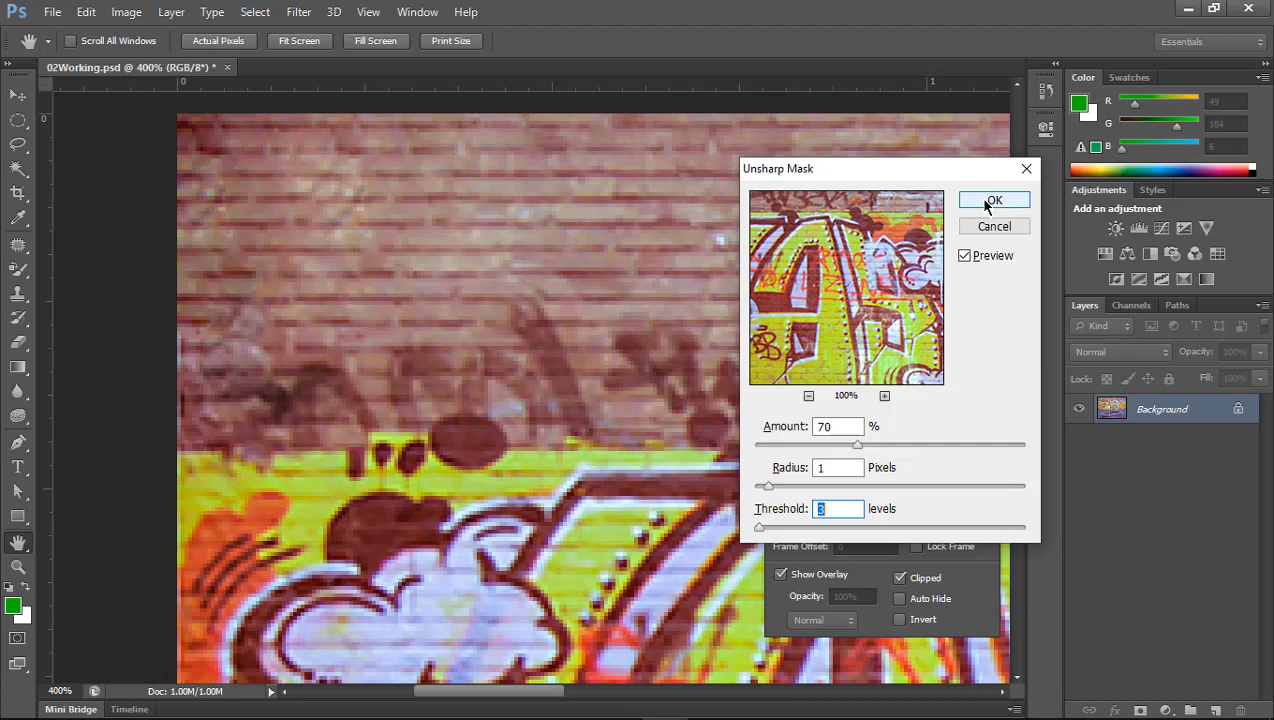 Ps File Edit Image Layer Type Select Filter 3D View Window Help
Scroll All Windows Actual Pixels Fit Screen Fill Screen Print Size Essentials
02Working.psd @ 400% (RGB/8*) * ×
0 1
0
Color Swatches
R 49
G 184
B 6
Adjustments Styles
Add an adjustment
Layers Channels Paths
Kind
Normal Opacity: 100%
Lock: Fill: 100%
Background
Unsharp Mask
OK
Cancel
Preview
100%
Amount: 70 %
Radius: 1 Pixels
Threshold: 3 levels
Frame Offset: 0 Lock Frame
Show Overlay Clipped
Opacity: 100% Auto Hide
Normal Invert
400% Doc: 1.00M/1.00M
Mini Bridge Timeline